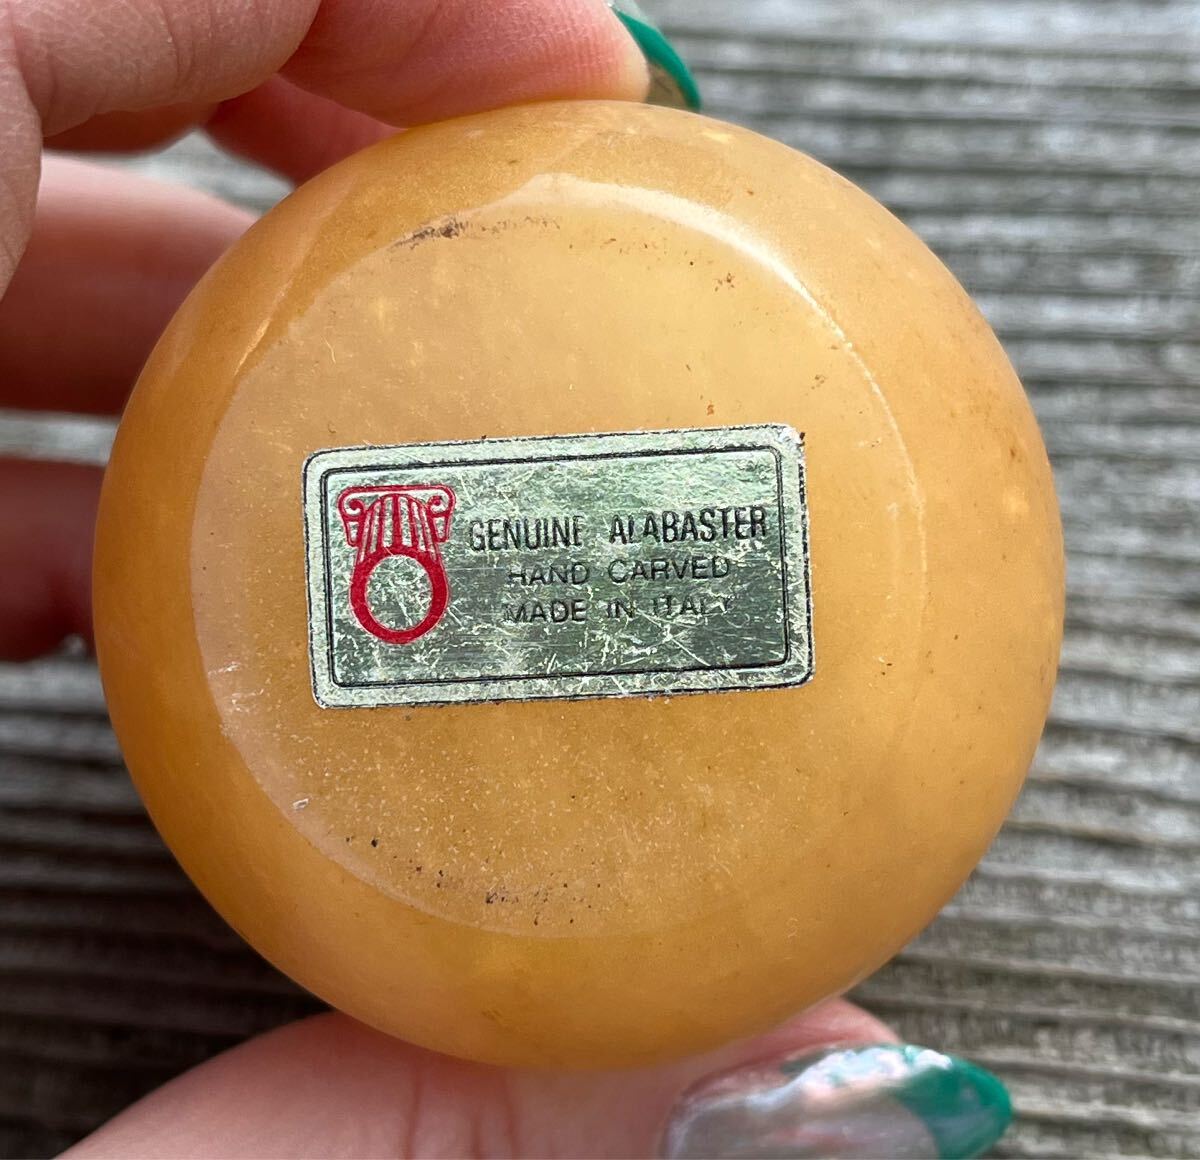 GENUINE ALABASTER
HAND CARVED
MADE IN ITALY